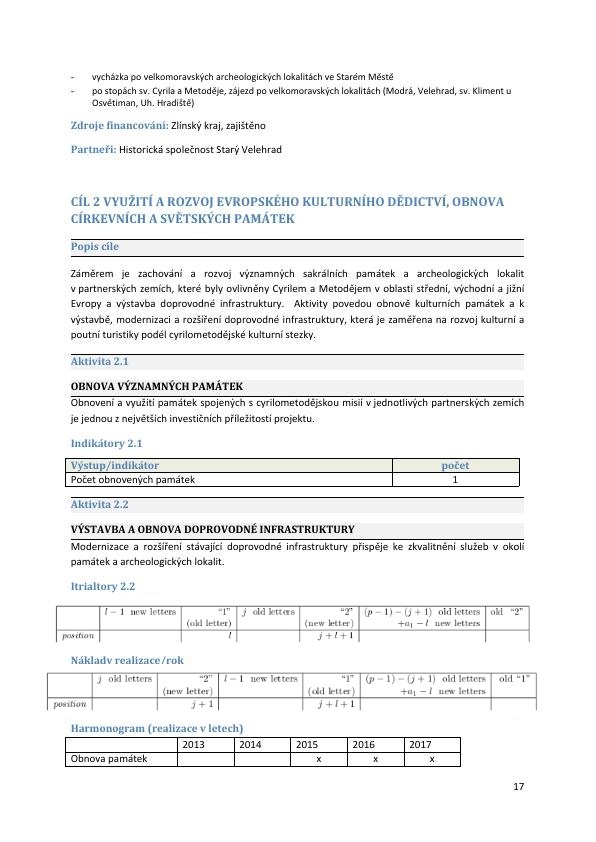 - vycházka po velkomoravských archeologických lokalitách ve Starém Městě
- po stopách sv. Cyrila a Metoděje, zájezd po velkomoravských lokalitách (Modrá, Velehrad, sv. Kliment u
Osvětiman, Uh. Hradiště)
Zdroje financování: Zlínský kraj, zajištěno
Partneři: Historická společnost Starý Velehrad
CÍL 2 VYUŽITÍ A ROZVOJ EVROPSKÉHO KULTURNÍHO DĚDICTVÍ, OBNOVA
CÍRKEVNÍCH A SVĚTSKÝCH PAMÁTEK
Popis cíle
Záměrem je zachování a rozvoj významných sakrálních památek a archeologických lokalit
v partnerských zemích, které byly ovlivněny Cyrilem a Metodějem v oblasti střední, východní a jižní
Evropy a výstavba doprovodné infrastruktury. Aktivity povedou obnově kulturních památek a k
výstavbě, modernizaci a rozšíření doprovodné infrastruktury, která je zaměřena na rozvoj kulturní a
poutní turistiky podél cyrilometodějské kulturní stezky.
Aktivita 2.1
OBNOVA VÝZNAMNÝCH PAMÁTEK
Obnovení a využití památek spojených s cyrilometodějskou misií v jednotlivých partnerských zemích
je jednou z největších investičních příležitostí projektu.
Indikátory 2.1
Výstup/indikátor počet
Počet obnovených památek 1
Aktivita 2.2
VÝSTAVBA A OBNOVA DOPROVODNÉ INFRASTRUKTURY
Modernizace a rozšíření stávající doprovodné infrastruktury přispěje ke zkvalitnění služeb v okolí
památek a archeologických lokalit.
Itrialtory 2.2
l − 1 new letters "1" j old letters "2" (p − 1) − (j + 1) old letters old "2"
(old letter) (new letter) +a₁ − l new letters
position l j + l + 1
Nákladv realizace/rok
j old letters "2" l − 1 new letters "1" (p − 1) − (j + 1) old letters old "1"
(new letter) (old letter) +a₁ − l new letters
position j + 1 j + l + 1
Harmonogram (realizace v letech)
2013 2014 2015 2016 2017
Obnova památek x x x
17